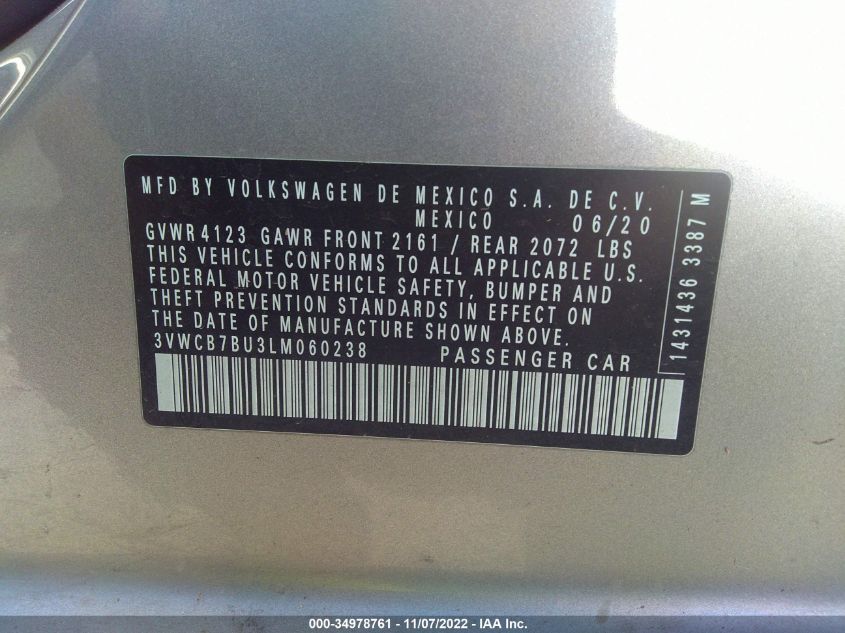 MFD BY VOLKSWAGEN DE MEXICO S.A. DE C.V.
MEXICO 06/20
GVWR 4123 GAWR FRONT 2161 / REAR 2072 LBS
THIS VEHICLE CONFORMS TO ALL APPLICABLE U.S.
FEDERAL MOTOR VEHICLE SAFETY, BUMPER AND
THEFT PREVENTION STANDARDS IN EFFECT ON
THE DATE OF MANUFACTURE SHOWN ABOVE.
3VWCB7BU3LM060238 PASSENGER CAR
1431436 3387 M
000-34978761 - 11/07/2022 - IAA Inc.